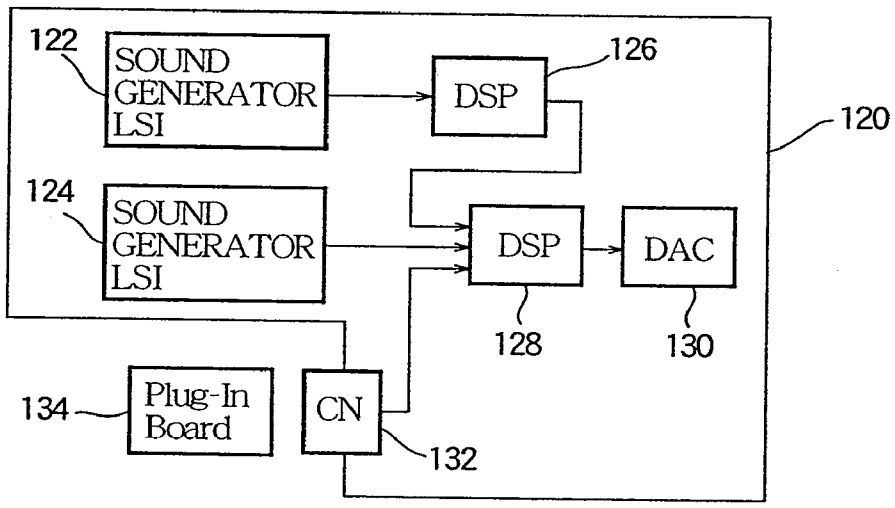 122
SOUND
GENERATOR
LSI
DSP
126
120
124
SOUND
GENERATOR
LSI
DSP
DAC
128
130
134
Plug-In
Board
CN
132